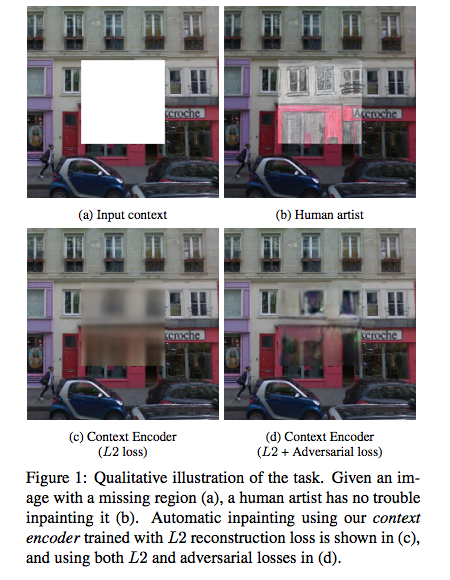 ccroche
ccroche
(a) Input context
(b) Human artist
ccroche
ccroche
(c) Context Encoder
(L2 loss)
(d) Context Encoder
(L2 + Adversarial loss)
Figure 1: Qualitative illustration of the task. Given an im-
age with a missing region (a), a human artist has no trouble
inpainting it (b). Automatic inpainting using our context
encoder trained with L2 reconstruction loss is shown in (c),
and using both L2 and adversarial losses in (d).